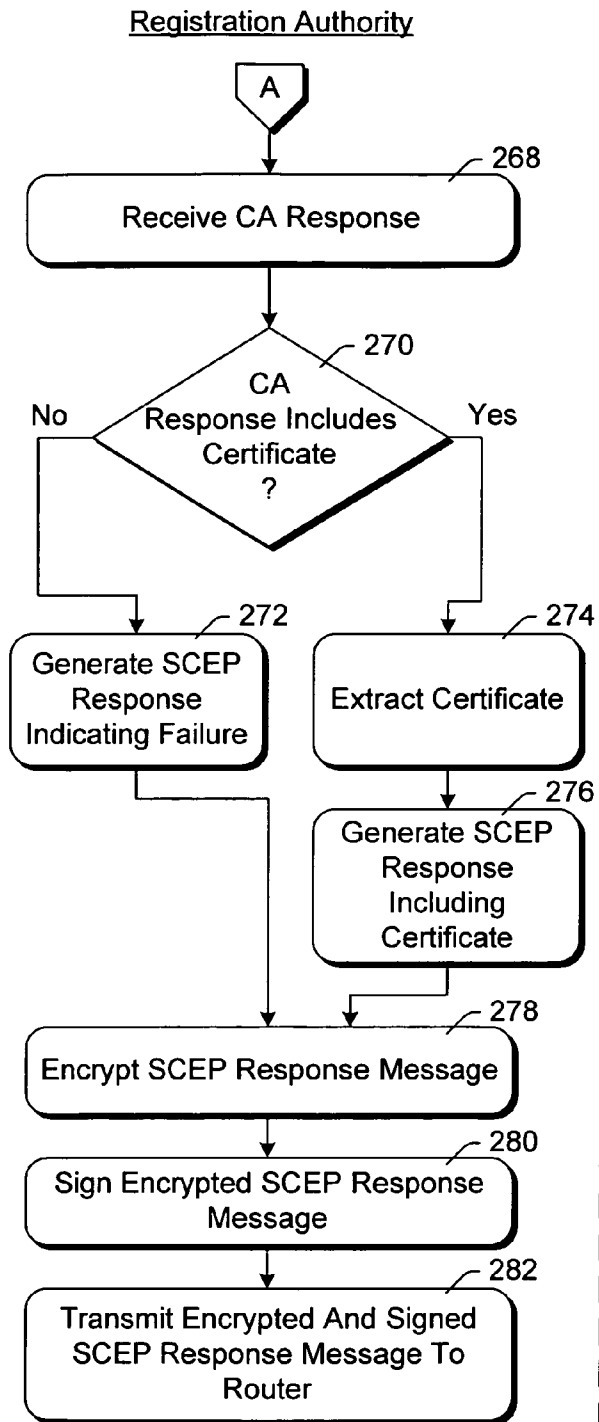 Registration Authority
A
268
Receive CA Response
270
CA
Response Includes
Certificate
?
No
Yes
272
Generate SCEP
Response
Indicating Failure
274
Extract Certificate
276
Generate SCEP
Response
Including
Certificate
278
Encrypt SCEP Response Message
280
Sign Encrypted SCEP Response
Message
282
Transmit Encrypted And Signed
SCEP Response Message To
Router